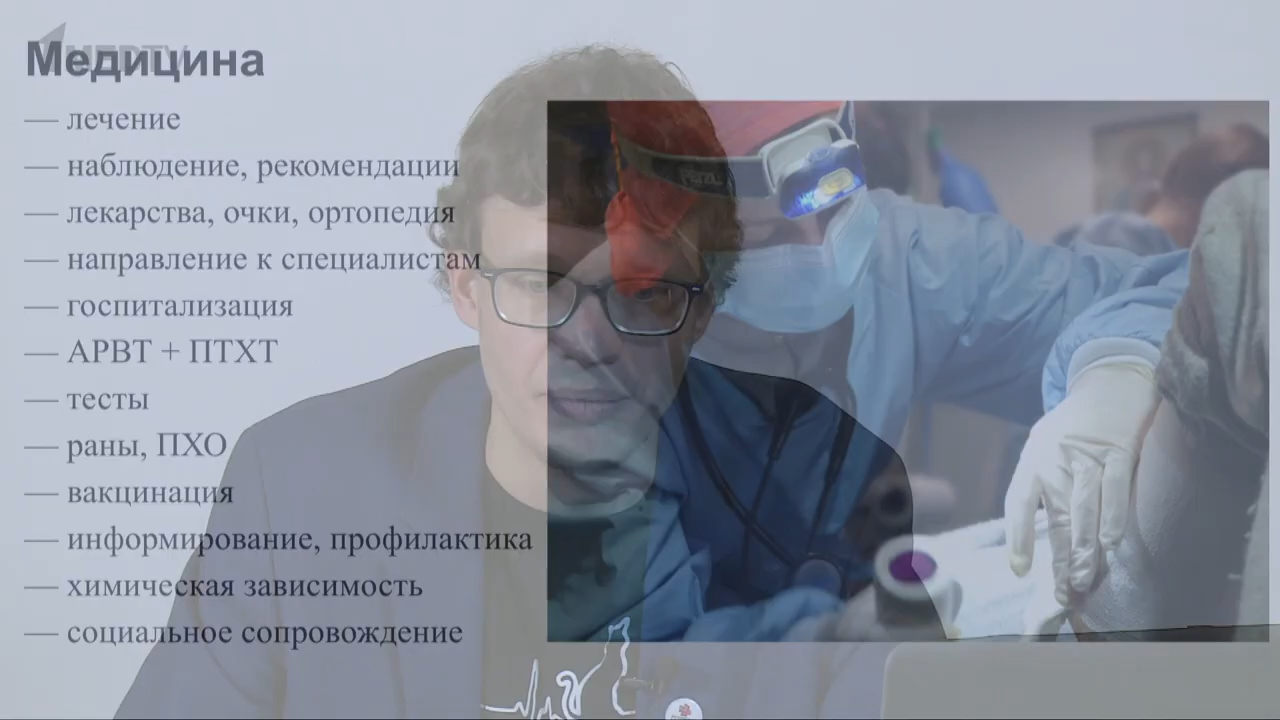 Медицина
— лечение
— наблюдение, рекомендации
— лекарства, очки, ортопедия
— направление к специалистам
— госпитализация
— АРВТ + ПТХТ
— тесты
— раны, ПХО
— вакцинация
— информирование, профилактика
— химическая зависимость
— социальное сопровождение
PETZL